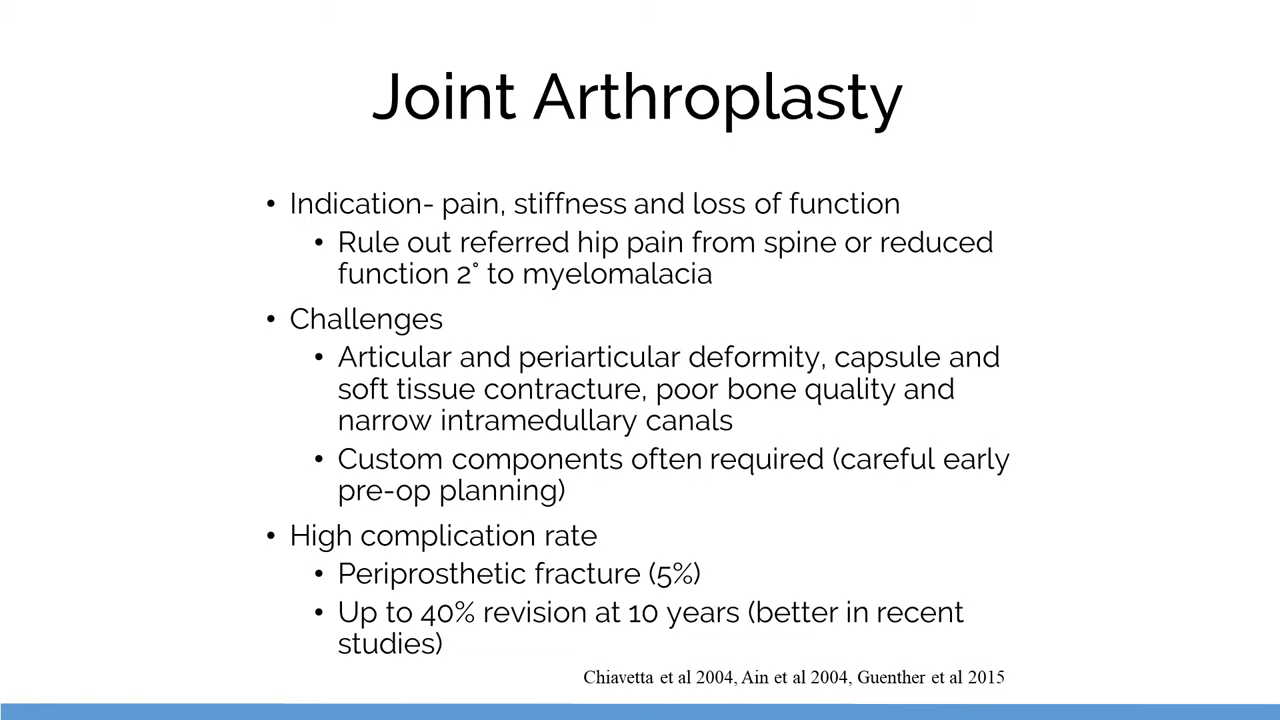 Joint Arthroplasty
• Indication- pain, stiffness and loss of function
• Rule out referred hip pain from spine or reduced
function 2° to myelomalacia
• Challenges
• Articular and periarticular deformity, capsule and
soft tissue contracture, poor bone quality and
narrow intramedullary canals
• Custom components often required (careful early
pre-op planning)
• High complication rate
• Periprosthetic fracture (5%)
• Up to 40% revision at 10 years (better in recent
studies)
Chiavetta et al 2004, Ain et al 2004, Guenther et al 2015